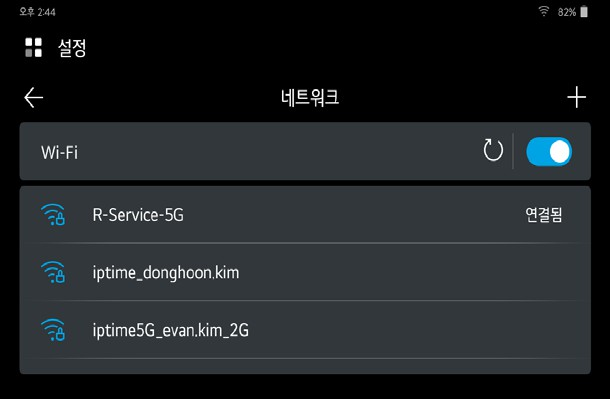 오후 2:44 82%
설정
네트워크
Wi-Fi
R-Service-5G 연결됨
iptime_donghoon.kim
iptime5G_evan.kim_2G